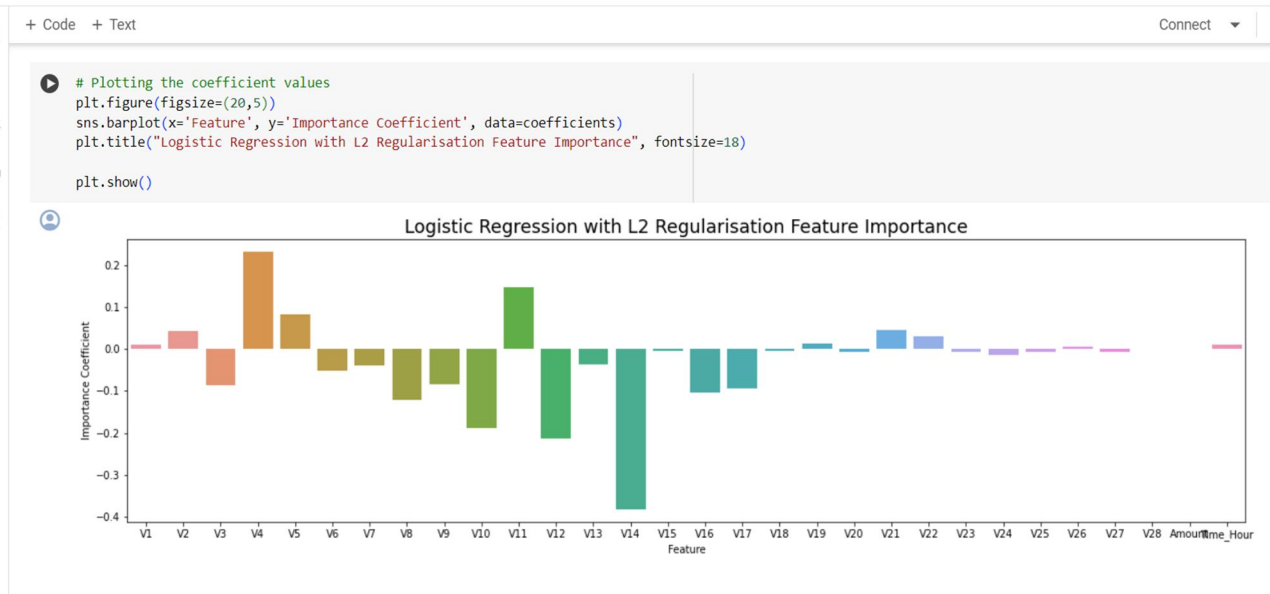 + Code + Text
Connect
# Plotting the coefficient values
plt.figure(figsize=(20,5))
sns.barplot(x='Feature', y='Importance Coefficient', data=coefficients)
plt.title("Logistic Regression with L2 Regularisation Feature Importance", fontsize=18)
plt.show()
Logistic Regression with L2 Regularisation Feature Importance
Importance Coefficient
0.2
0.1
0.0
−0.1
−0.2
−0.3
−0.4
V1 V2 V3 V4 V5 V6 V7 V8 V9 V10 V11 V12 V13 V14 V15 V16 V17 V18 V19 V20 V21 V22 V23 V24 V25 V26 V27 V28 Amount Time_Hour
Feature